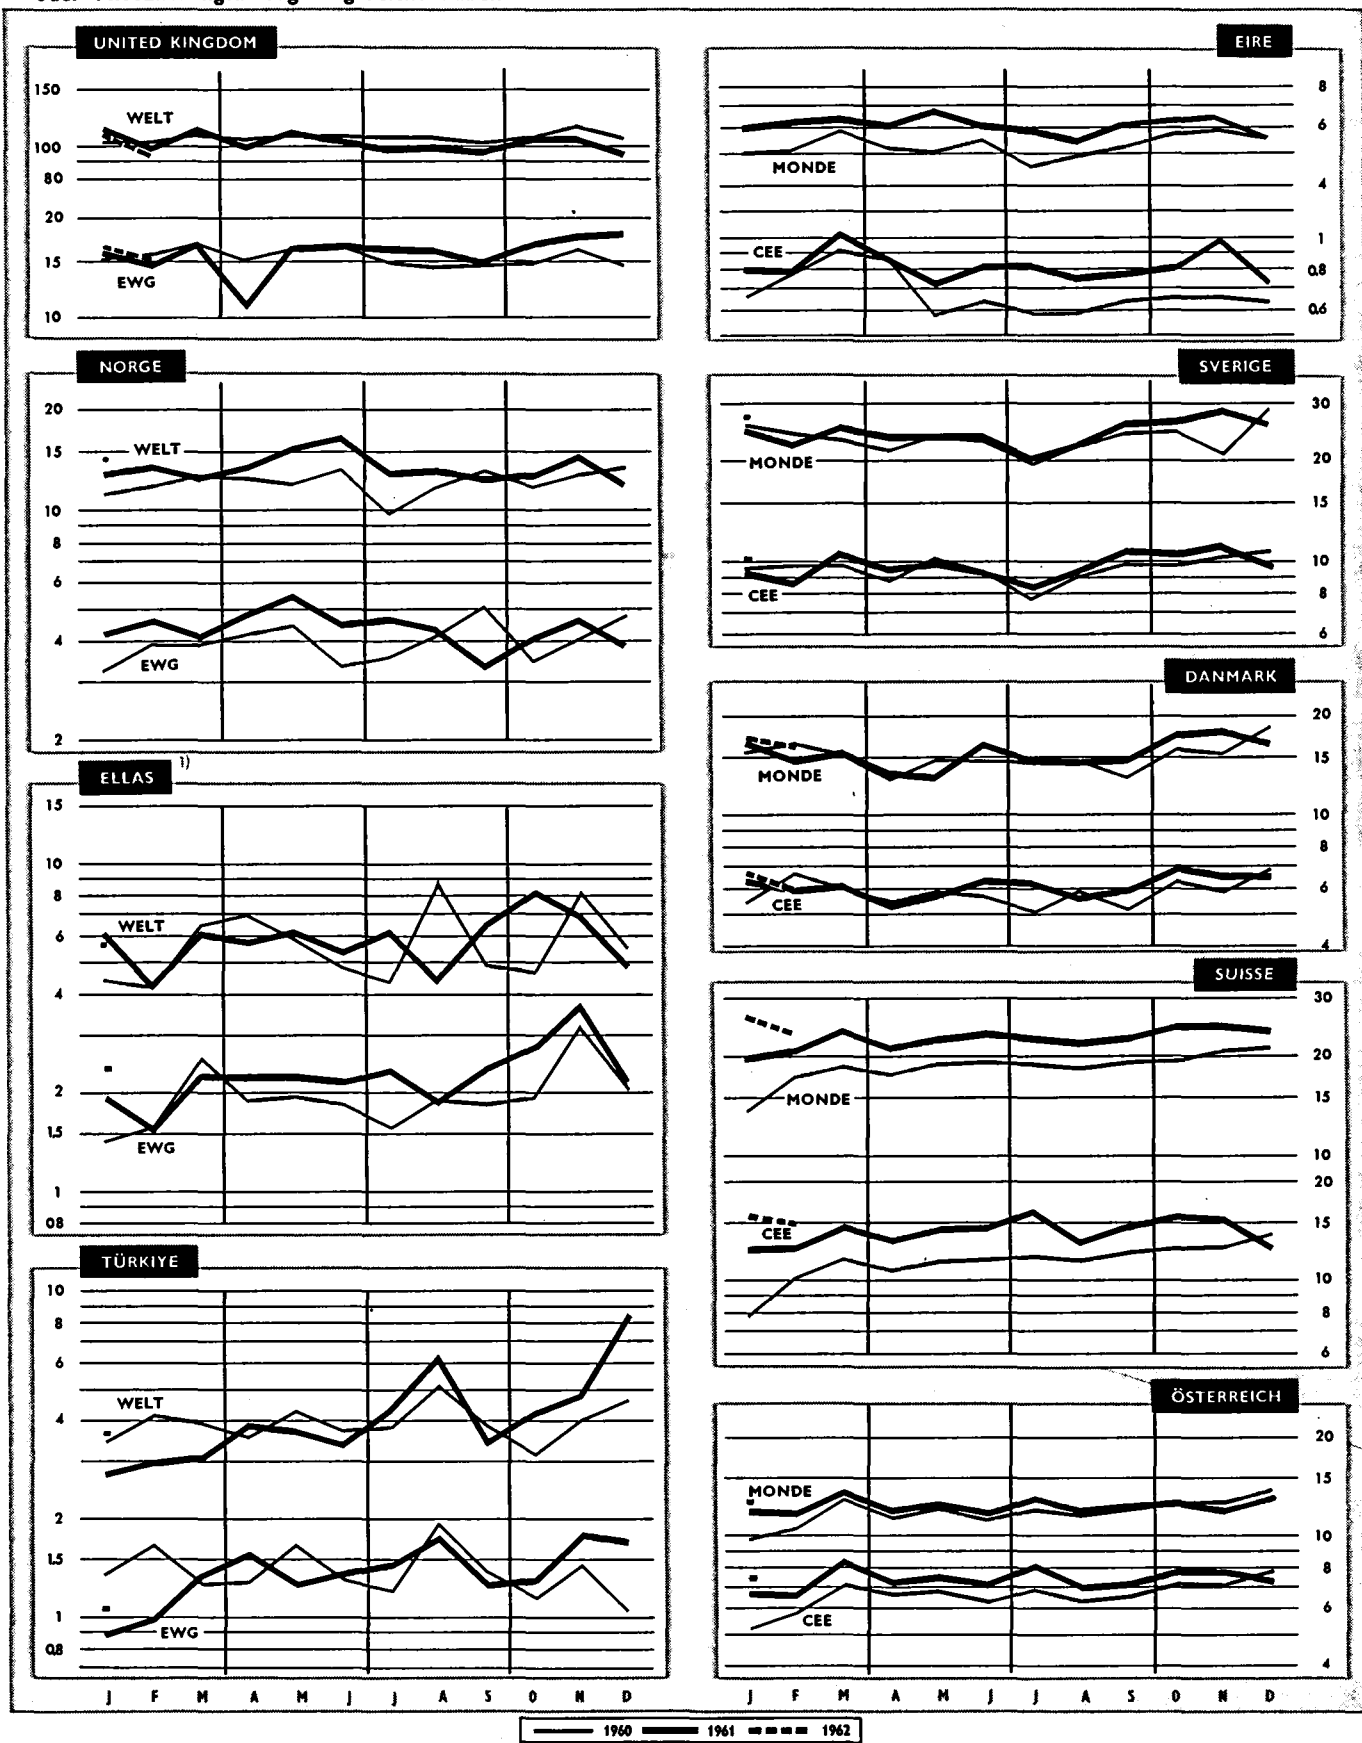 UNITED KINGDOM
150
100
80
20
15
10
WELT
EWG
EIRE
8
6
4
1
0.8
0.6
MONDE
CEE
NORGE
20
15
10
8
6
4
2
WELT
EWG
SVERIGE
30
20
15
10
8
6
MONDE
CEE
DANMARK
20
15
10
8
6
4
MONDE
CEE
ELLAS 1)
15
10
8
6
4
2
1.5
1
0.8
WELT
EWG
SUISSE
30
20
15
10
20
15
10
8
6
MONDE
CEE
TÜRKIYE
10
8
6
4
2
1.5
1
0.8
WELT
EWG
ÖSTERREICH
20
15
10
8
6
4
MONDE
CEE
J F M A M J J A S O N D
J F M A M J J A S O N D
1960 1961 1962